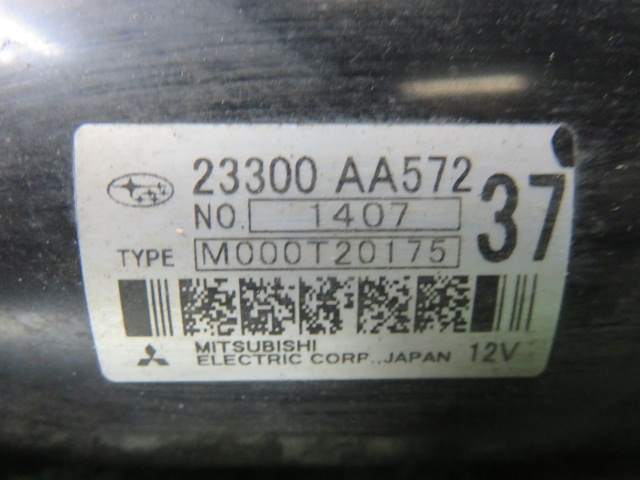 23300 AA572
37
NO. 1407
TYPE M000T20175
MITSUBISHI
ELECTRIC CORP., JAPAN 12V